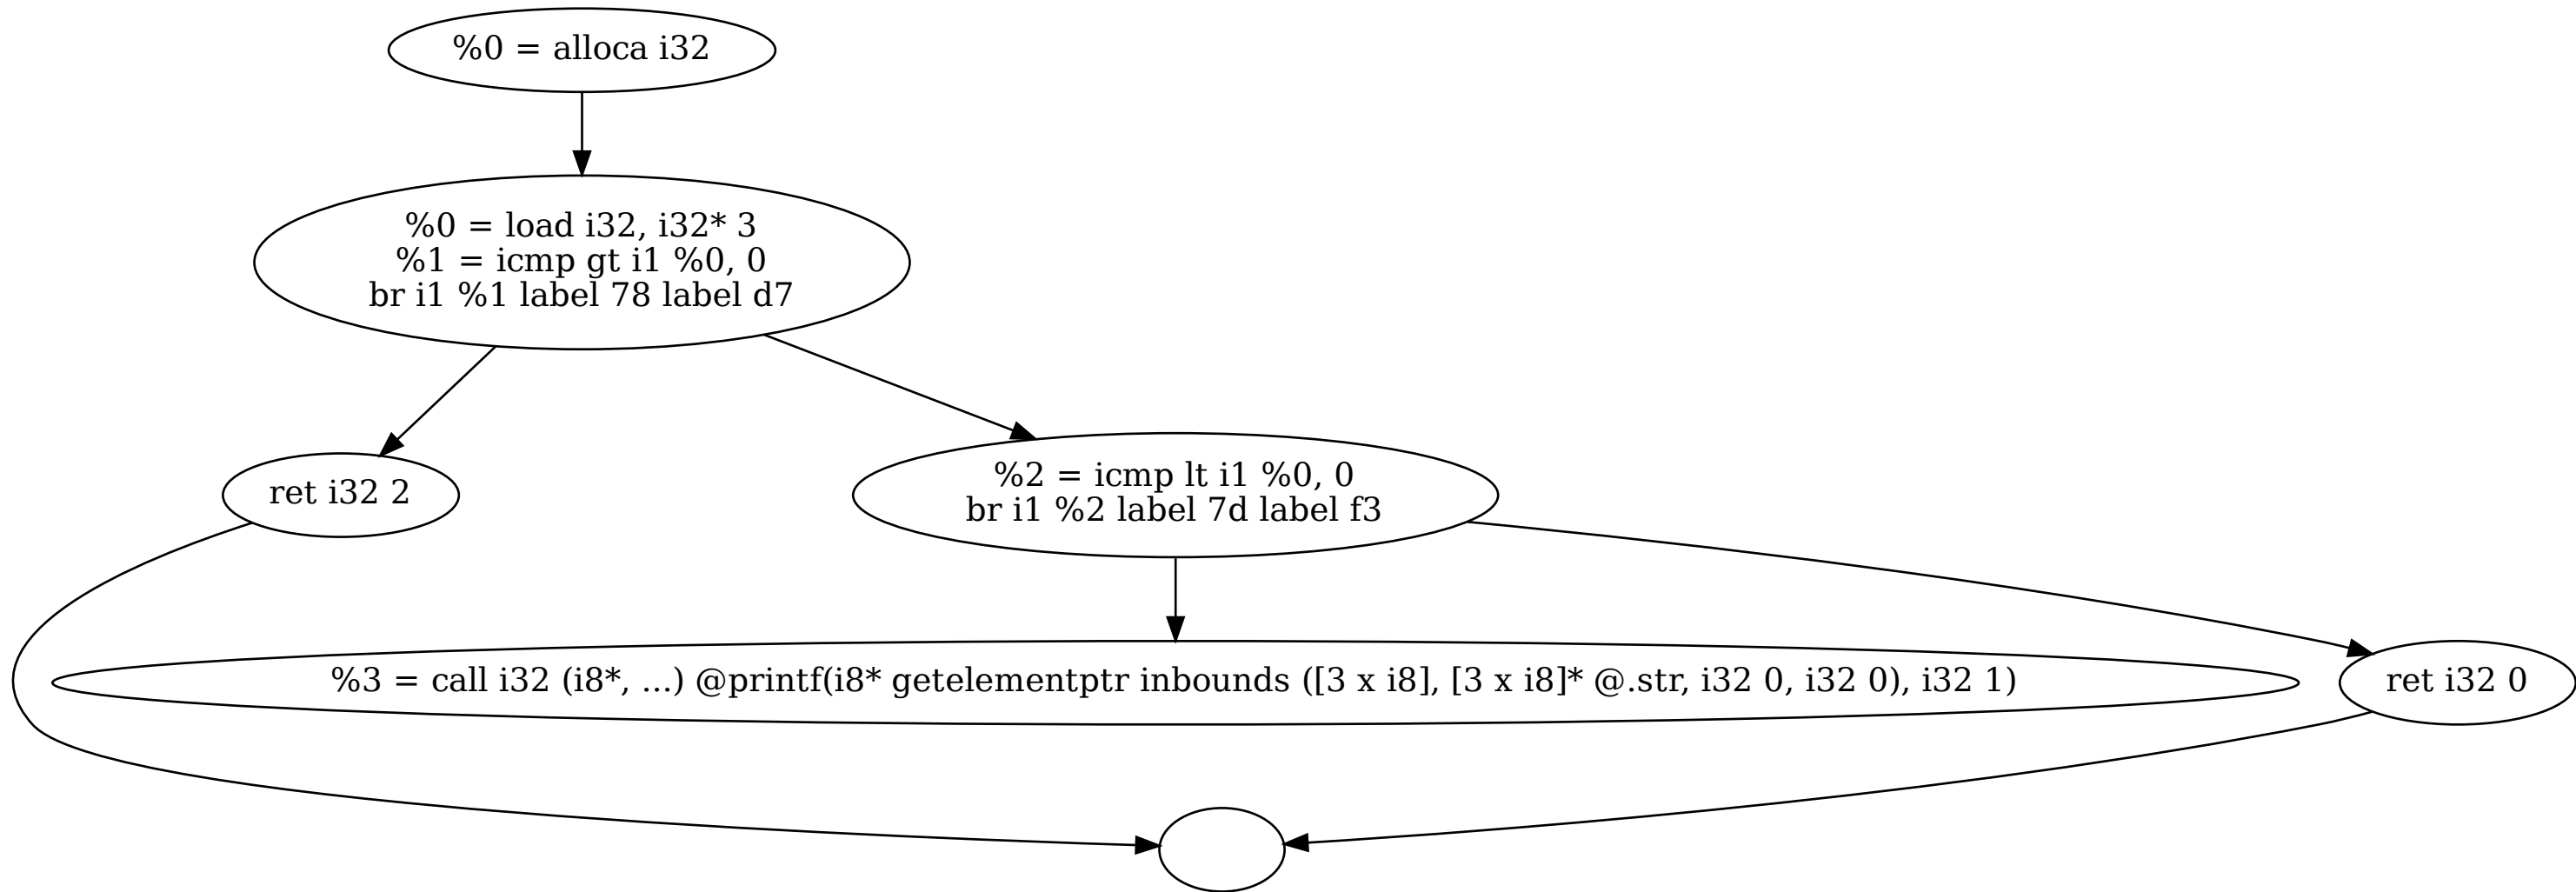 %0 = alloca i32
%0 = load i32, i32* 3
%1 = icmp gt i1 %0, 0
br i1 %1 label 78 label d7
ret i32 2
%2 = icmp lt i1 %0, 0
br i1 %2 label 7d label f3
%3 = call i32 (i8*, ...) @printf(i8* getelementptr inbounds ([3 x i8], [3 x i8]* @.str, i32 0, i32 0), i32 1)
ret i32 0